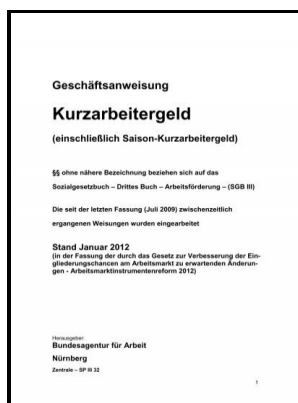 Geschäftsanweisung
Kurzarbeitergeld
(einschließlich Saison-Kurzarbeitergeld)
§§ ohne nähere Bezeichnung beziehen sich auf das
Sozialgesetzbuch – Drittes Buch – Arbeitsförderung – (SGB III)
Die seit der letzten Fassung (Juli 2009) zwischenzeitlich
ergangenen Weisungen wurden eingearbeitet
Stand Januar 2012
(in der Fassung der durch das Gesetz zur Verbesserung der Ein-
gliederungschancen am Arbeitsmarkt zu erwartenden Änderun-
gen - Arbeitsmarktinstrumentenreform 2012)
Herausgeber:
Bundesagentur für Arbeit
Nürnberg
Zentrale – SP III 32
1